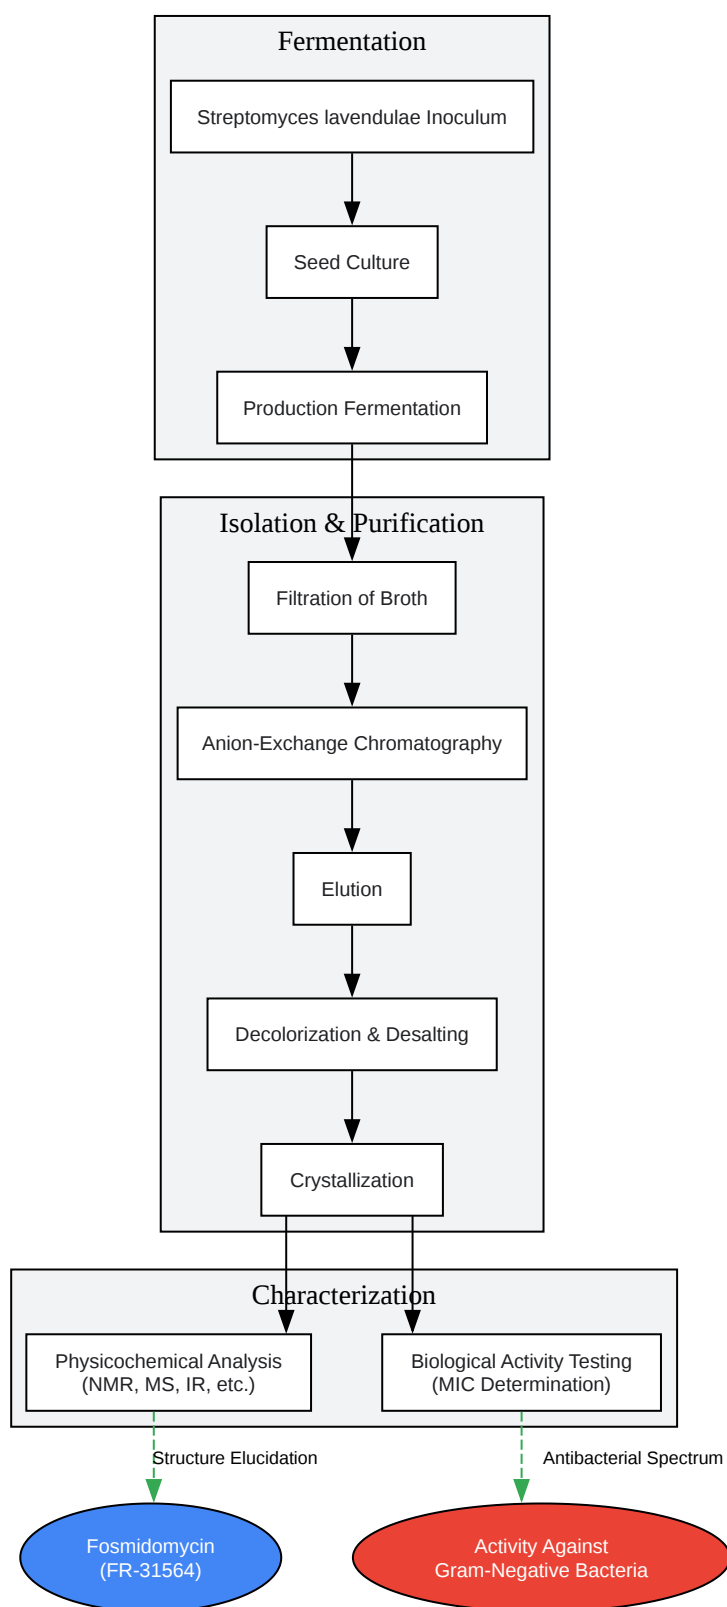 Fermentation
Streptomyces lavendulae Inoculum
Seed Culture
Production Fermentation
Isolation & Purification
Filtration of Broth
Anion-Exchange Chromatography
Elution
Decolorization & Desalting
Crystallization
Characterization
Physicochemical Analysis
(NMR, MS, IR, etc.)
Biological Activity Testing
(MIC Determination)
Structure Elucidation
Antibacterial Spectrum
Fosmidomycin
(FR-31564)
Activity Against
Gram-Negative Bacteria